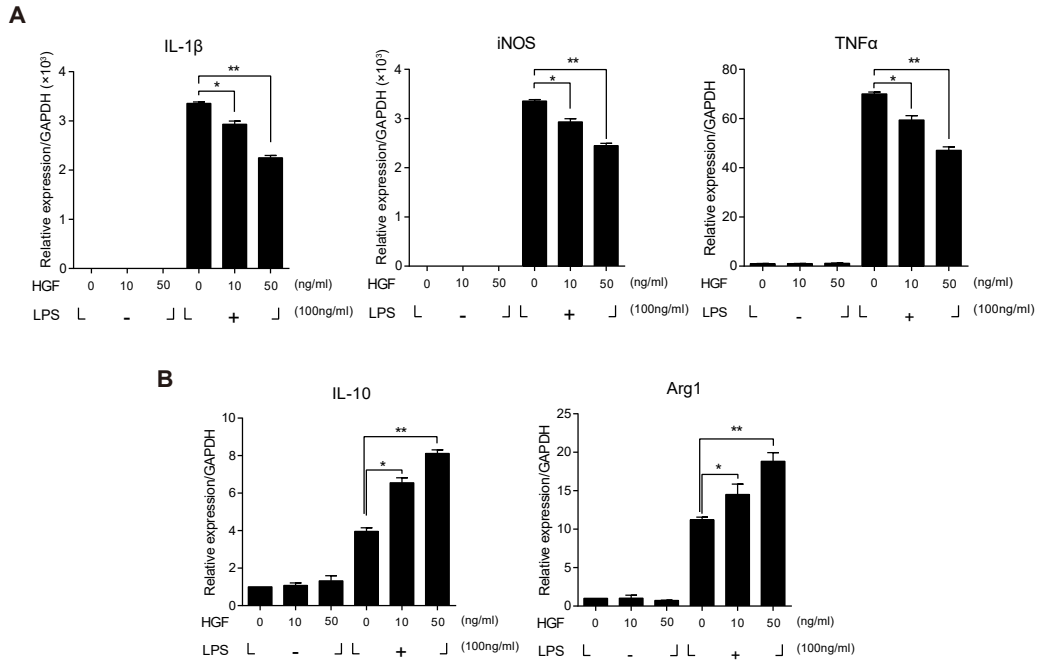 A
IL-1β
Relative expression/GAPDH (×10³)
4
3
2
1
0
** 
*
HGF 0 10 50 0 10 50 (ng/ml)
LPS - + (100ng/ml)
iNOS
Relative expression/GAPDH (×10³)
4
3
2
1
0
**
*
HGF 0 10 50 0 10 50 (ng/ml)
LPS - + (100ng/ml)
TNFα
Relative expression/GAPDH
80
60
40
20
0
**
*
HGF 0 10 50 0 10 50 (ng/ml)
LPS - + (100ng/ml)
B
IL-10
Relative expression/GAPDH
10
8
6
4
2
0
**
*
HGF 0 10 50 0 10 50 (ng/ml)
LPS - + (100ng/ml)
Arg1
Relative expression/GAPDH
25
20
15
10
5
0
**
*
HGF 0 10 50 0 10 50 (ng/ml)
LPS - + (100ng/ml)